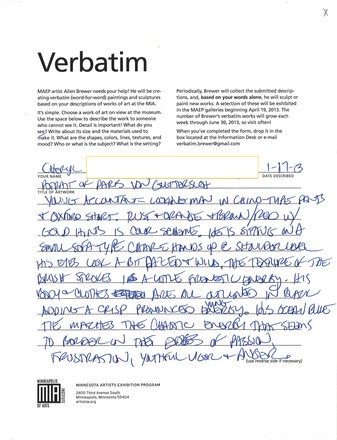 Verbatim
MAEP artist Allen Brewer needs your help! He will be
creating verbatim (word-for-word) paintings and sculptures
based on descriptions of works of art at the MIA.
It's simple. Choose a work of art on view at the museum.
Use the space below to describe the work to someone
who cannot see it. Detail is important! What do you
see? Write about its size and the materials used to
make it. What are the shapes, colors, lines, textures, and
mood? Who or what is the subject? What is the setting?
Periodically, Brewer will collect the submitted descrip-
tions, and, based on your words alone, he will sculpt or
paint new works. A selection of these will be exhibited
in the MAEP galleries beginning April 19, 2013. The
number of Brewer's verbatim works will grow each
week through June 30, 2013, so visit often!
When you've completed the form, drop it in the
box located at the Information Desk or e-mail
verbatim.brewer@gmail.com
Cheryl 1-17-13
YOUR NAME DATE DESCRIBED
PORTRAIT OF PARIS VON GUTTERSLOH
TITLE OF ARTWORK
YOUNG ACCOUNTANT LOOKING MAN IN CHINO-TYPE PANTS
& OXFORD SHIRT. RUST & ORANGE & BROWN/RED W/
GOLD HINTS IS COLOR SCHEME. HE IS SITTING IN A
SMALL SOFA TYPE CHAIR HANDS UP @ SHOULDER LEVEL
HIS EYES LOOK A BIT DAZED & WILD. THE TEXTURE OF THE
BRUSH STROKES IS A LITTLE FRENETIC ENERGY. HIS
BODY & CLOTHES ARE ALL OUTLINED IN BLACK
ADDING A CRISP PRONOUNCED ENERGY. HIS OCEAN BLUE
TIE MATCHES THE CHAOTIC ENERGY THAT SEEMS
TO BORDER ON THE EDGES OF PASSION,
FRUSTRATION, YOUTHFUL VIGOR & ANGER.
(use reverse side if necessary)
MINNEAPOLIS
MIA
INSTITUTE
OF ARTS
MINNESOTA ARTISTS EXHIBITION PROGRAM
2400 Third Avenue South
Minneapolis, Minnesota 55404
artsmia.org